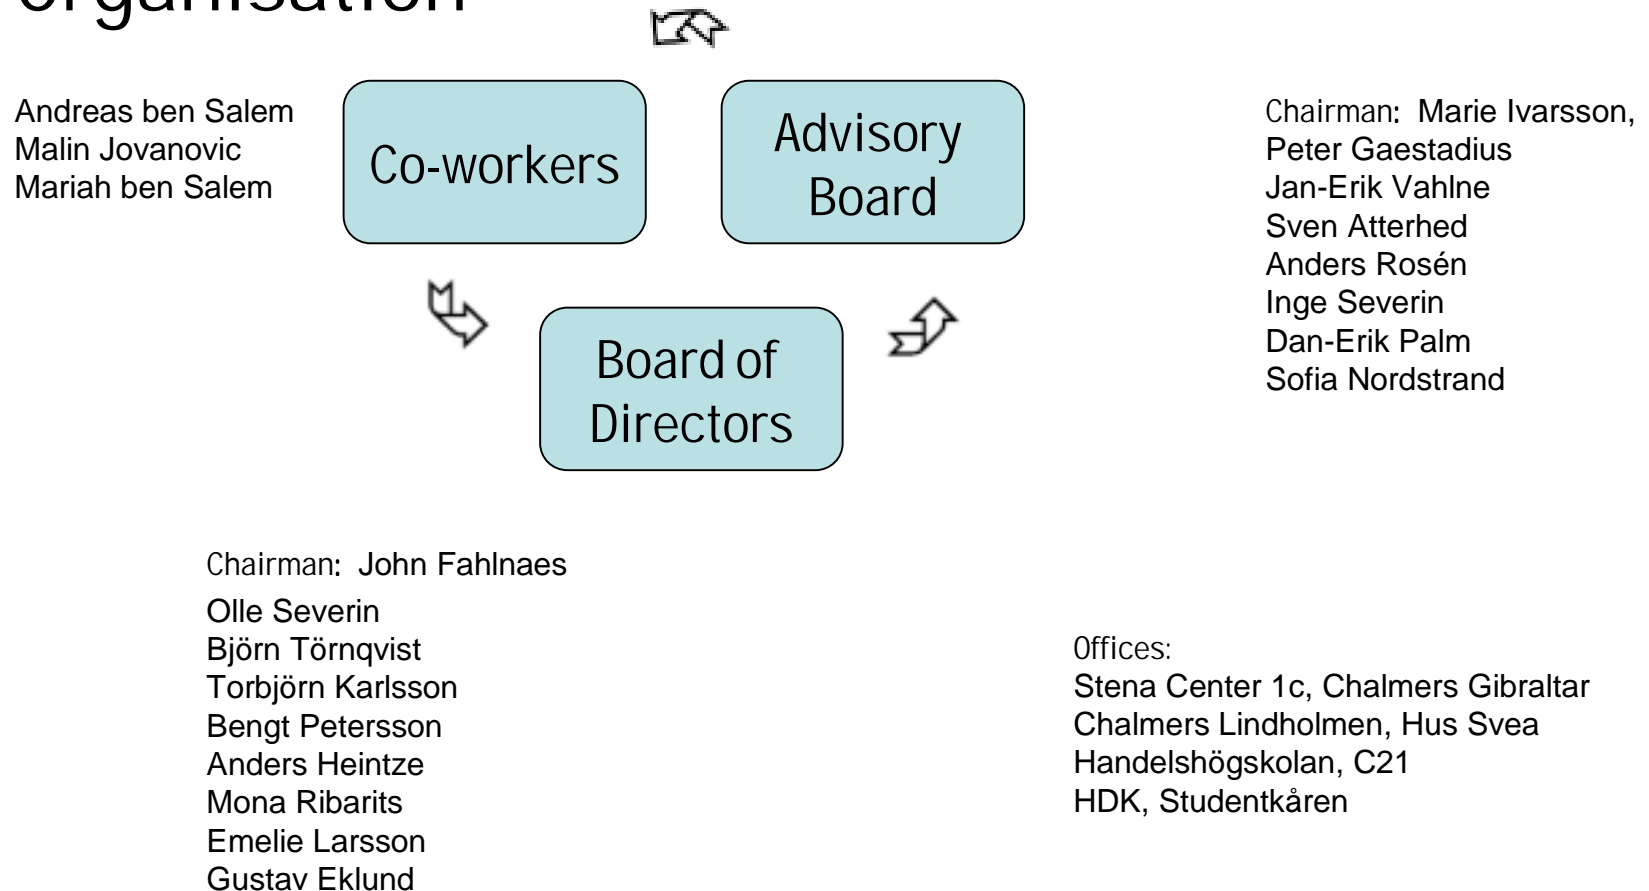 organisation
Andreas ben Salem
Malin Jovanovic
Mariah ben Salem
Co-workers
Advisory
Board
Chairman: Marie Ivarsson,
Peter Gaestadius
Jan-Erik Vahlne
Sven Atterhed
Anders Rosén
Inge Severin
Dan-Erik Palm
Sofia Nordstrand
Board of
Directors
Chairman: John Fahlnaes
Olle Severin
Björn Törnqvist
Torbjörn Karlsson
Bengt Petersson
Anders Heintze
Mona Ribarits
Emelie Larsson
Gustav Eklund
Offices:
Stena Center 1c, Chalmers Gibraltar
Chalmers Lindholmen, Hus Svea
Handelshögskolan, C21
HDK, Studentkåren